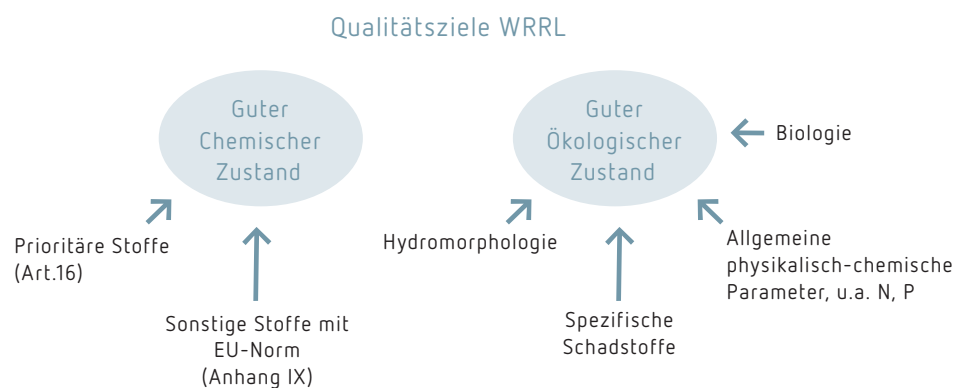 Qualitätsziele WRRL
Guter
Chemischer
Zustand
Guter
Ökologischer
Zustand
Biologie
Prioritäre Stoffe
(Art.16)
Sonstige Stoffe mit
EU-Norm
(Anhang IX)
Hydromorphologie
Spezifische
Schadstoffe
Allgemeine
physikalisch-chemische
Parameter, u.a. N, P